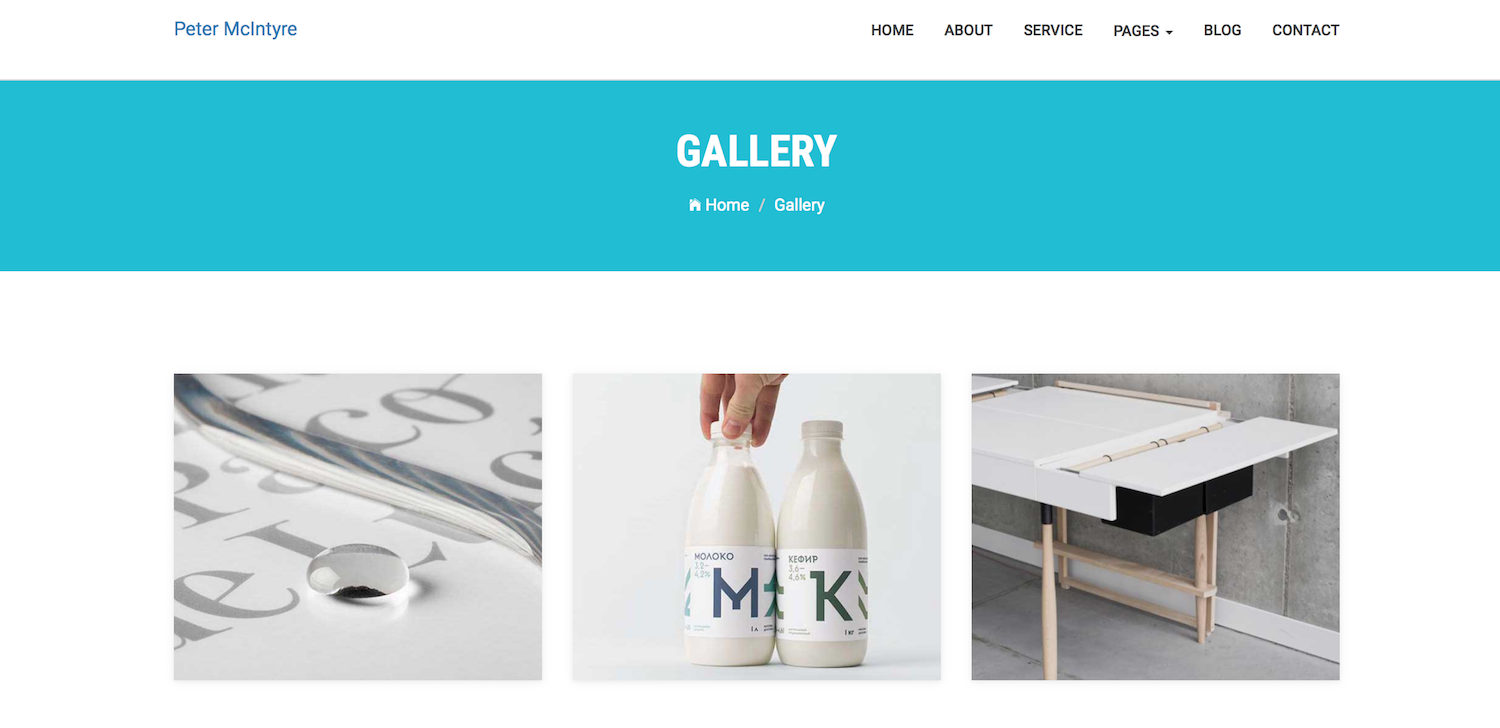 Peter McIntyre
HOME ABOUT SERVICE PAGES BLOG CONTACT
GALLERY
Home / Gallery
МОЛОКО
3,2–
4,2%
М
1 л
КЕФИР
3,6–
4,6%
К
1 кг